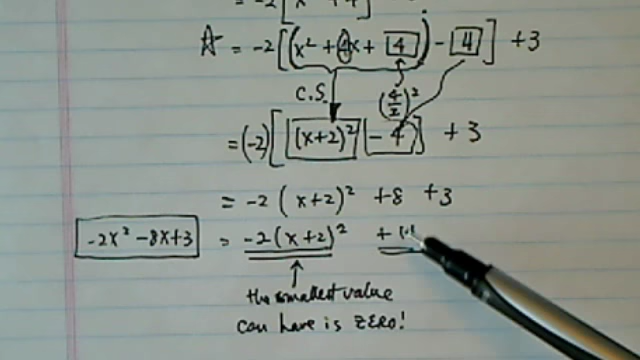 = -2[ x² + 4x ]
A = -2[(x² + 4x + 4) - 4] + 3
C.S. (4/2)²
= (-2)[(x+2)² - 4] + 3
= -2(x+2)² + 8 + 3
-2x² - 8x + 3 = -2(x+2)² + 11
the smallest value
can have is ZERO!